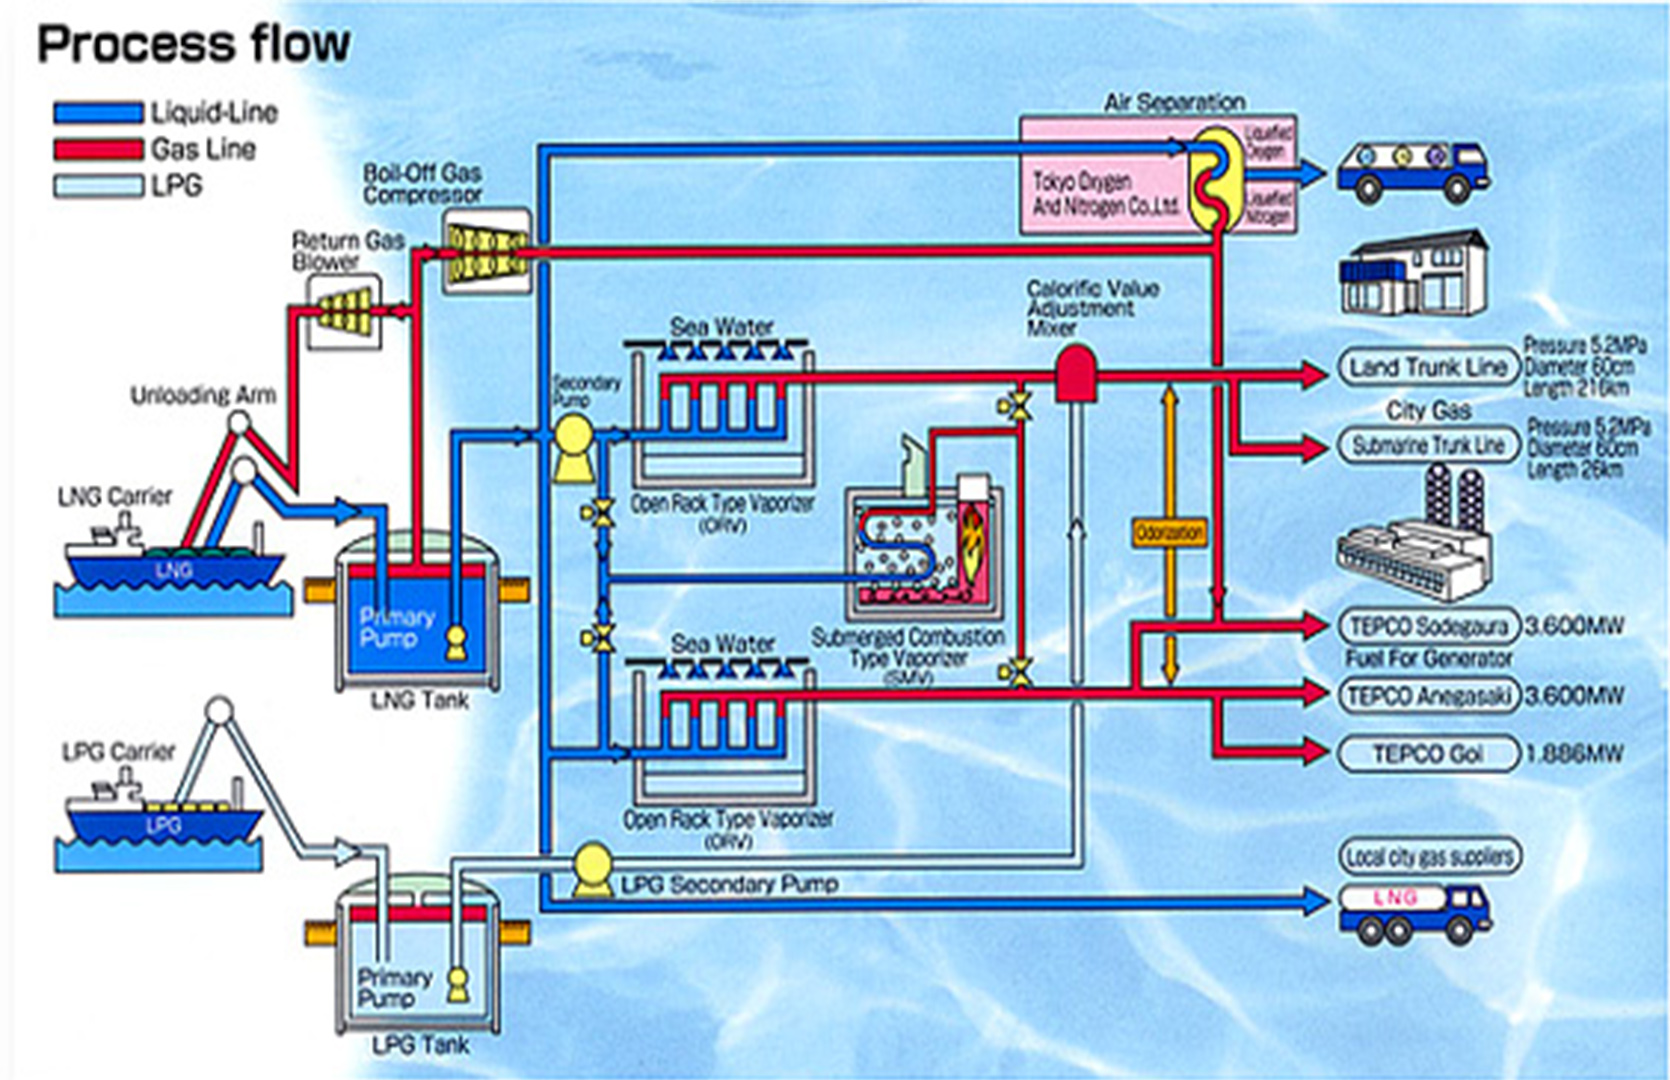 Process flow
Liquid-Line
Gas Line
LPG
Boil-Off Gas
Compressor
Return Gas
Blower
Unloading Arm
LNG Carrier
LNG
Primary
Pump
LNG Tank
LPG Carrier
LPG
Primary
Pump
LPG Tank
Secondary
Pump
Sea Water
Open Rack Type Vaporizer
(ORV)
Submerged Combustion
Type Vaporizer
(SMV)
Sea Water
Open Rack Type Vaporizer
(ORV)
LPG Secondary Pump
Air Separation
Tokyo Oxygen
And Nitrogen Co.,Ltd.
Liquefied
Oxygen
Liquefied
Nitrogen
Calorific Value
Adjustment
Mixer
Odorization
Land Trunk Line
Pressure 5.2MPa
Diameter 60cm
Length 216km
City Gas
Submarine Trunk Line
Pressure 5.2MPa
Diameter 60cm
Length 26km
TEPCO Sodegaura 3.600MW
Fuel For Generator
TEPCO Anegasaki 3.600MW
TEPCO Goi 1.886MW
Local city gas suppliers
LNG